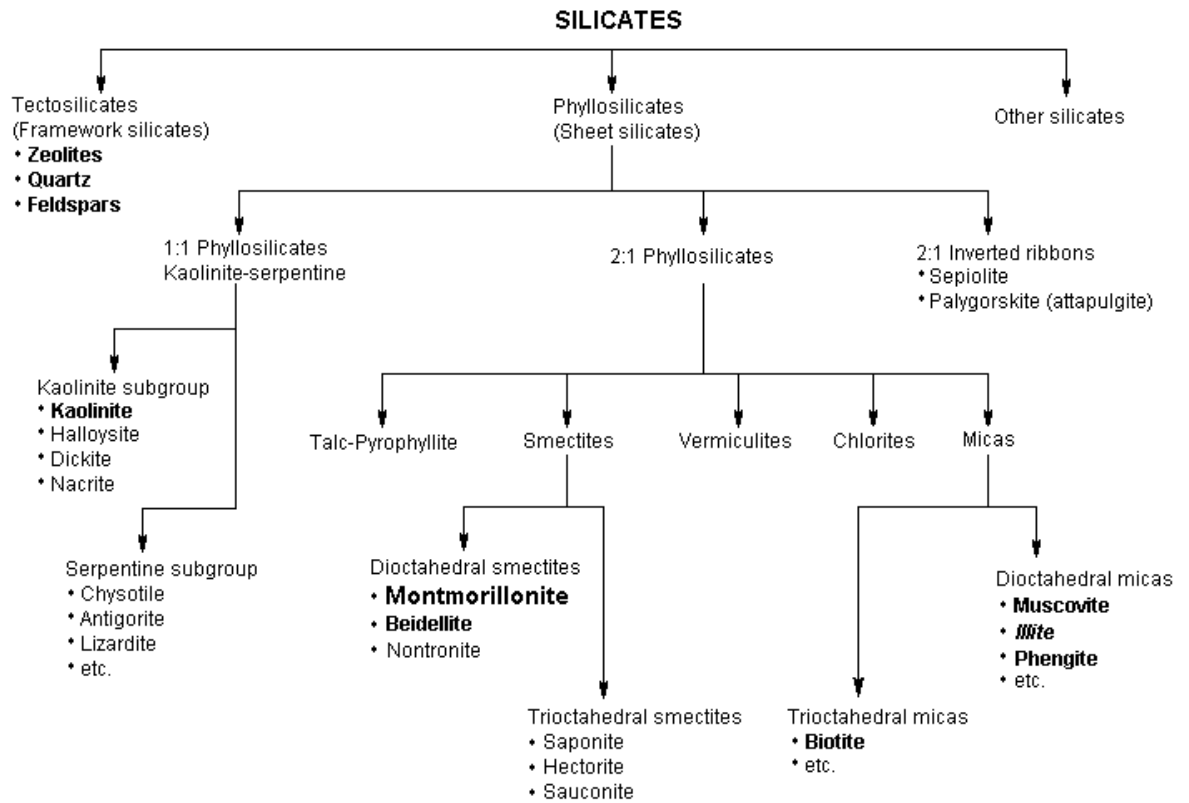 SILICATES
Tectosilicates
(Framework silicates)
• Zeolites
• Quartz
• Feldspars
Phyllosilicates
(Sheet silicates)
Other silicates
1:1 Phyllosilicates
Kaolinite-serpentine
2:1 Phyllosilicates
2:1 Inverted ribbons
• Sepiolite
• Palygorskite (attapulgite)
Kaolinite subgroup
• Kaolinite
• Halloysite
• Dickite
• Nacrite
Talc-Pyrophyllite
Smectites
Vermiculites
Chlorites
Micas
Serpentine subgroup
• Chysotile
• Antigorite
• Lizardite
• etc.
Dioctahedral smectites
• Montmorillonite
• Beidellite
• Nontronite
Dioctahedral micas
• Muscovite
• Illite
• Phengite
• etc.
Trioctahedral smectites
• Saponite
• Hectorite
• Sauconite
Trioctahedral micas
• Biotite
• etc.